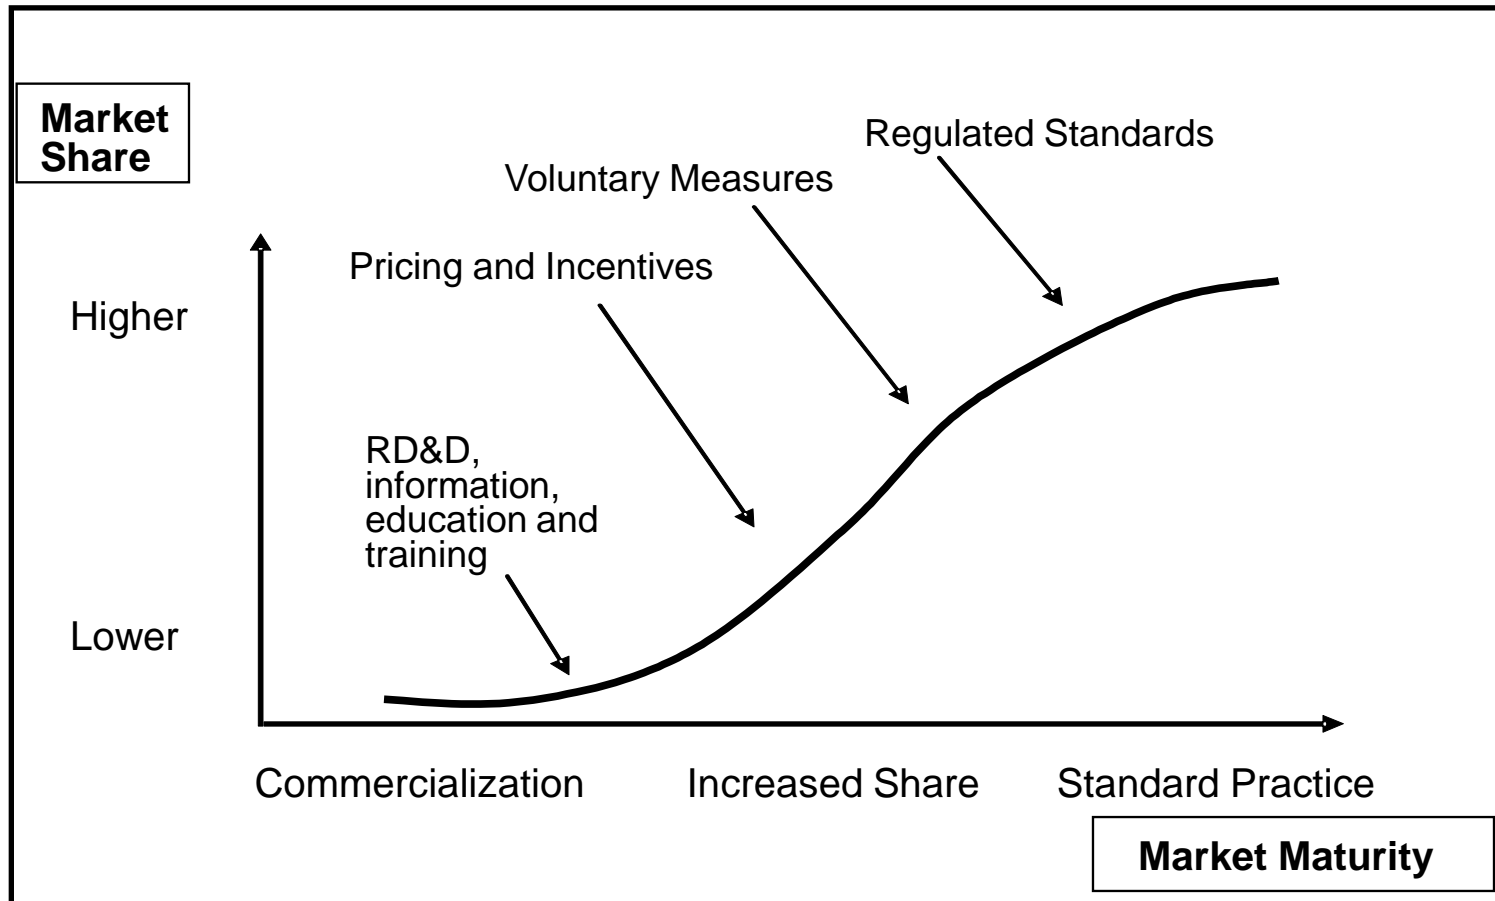 Market
Share
Regulated Standards
Voluntary Measures
Pricing and Incentives
Higher
RD&D,
information,
education and
training
Lower
Commercialization
Increased Share
Standard Practice
Market Maturity